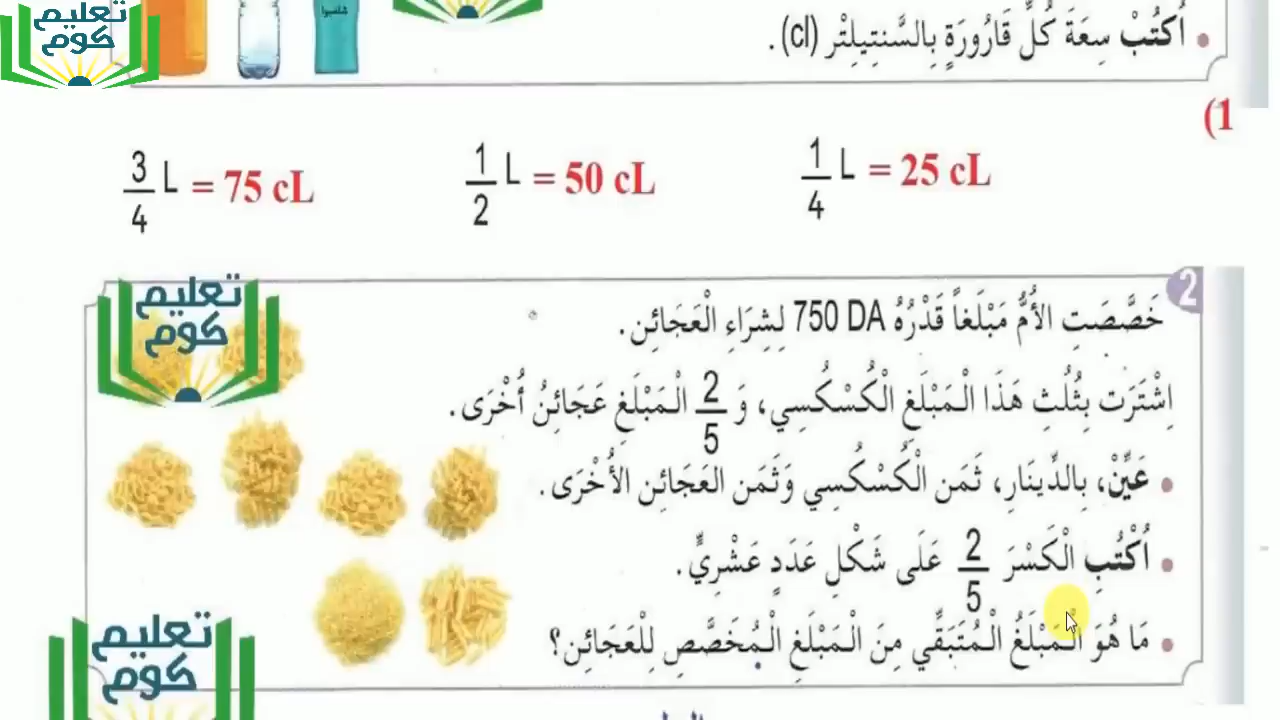 تعليم
كوم
• اُكْتُبْ سِعَةَ كُلِّ قَارُورَةٍ بِالسَّنتِيلِتْر (cl).
1)
3/4 L = 75 cL
1/2 L = 50 cL
1/4 L = 25 cL
2
تعليم
كوم
خَصَّصَتِ الأُمُّ مَبْلَغاً قَدْرُهُ 750 DA لِشِرَاءِ الْعَجَائِن.
اِشْتَرَت بِثُلُثِ هَذَا الْمَبْلَغِ الْكُسْكُسِي، وَ 2/5 الْمَبْلَغِ عَجَائِنُ أُخْرَى.
• عَيِّنْ، بِالدِّينَارِ، ثَمَن الْكُسْكُسِي وَثَمَن العَجَائِن الأُخْرَى.
• اُكْتُبِ الْكَسْرَ 2/5 عَلَى شَكْلِ عَدَدٍ عَشْرِيٍّ.
• مَا هُوَ الْمَبْلَغُ الْمُتَبَقِّي مِنَ الْمَبْلَغِ الْمُخَصَّصِ لِلْعَجَائِن؟
تعليم
كوم